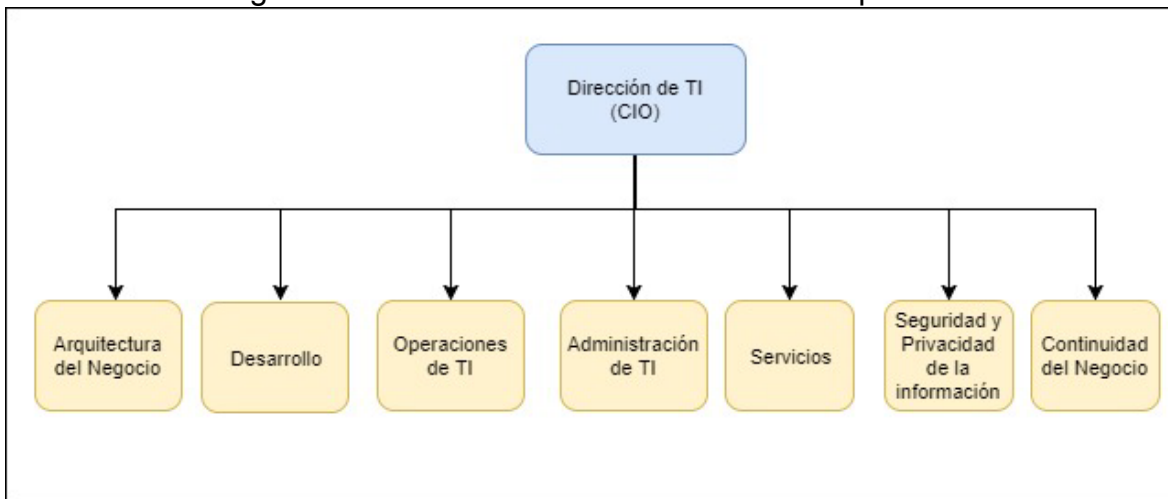 Dirección de TI
(CIO)
Arquitectura
del Negocio
Desarrollo
Operaciones
de TI
Administración
de TI
Servicios
Seguridad y
Privacidad
de la
información
Continuidad
del Negocio